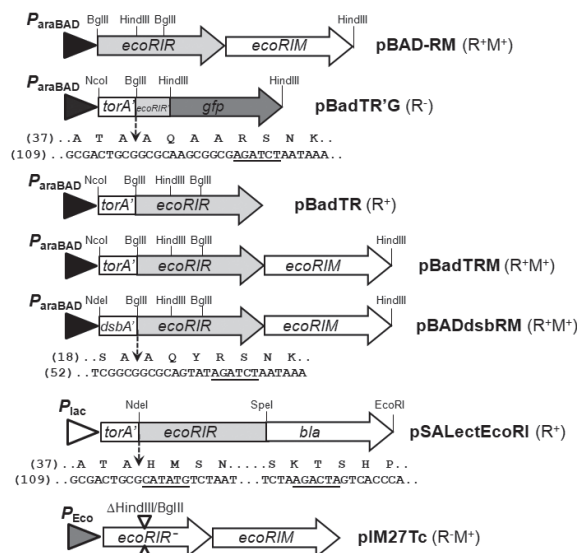 ParaBAD BglII HindIII BglII HindIII
ecoRIR ecoRIM pBAD-RM (R+M+)
ParaBAD NcoI BglII HindIII HindIII
torA' ecoRIR' gfp pBadTR'G (R-)
(37)..A T A A Q A A R S N K..
(109)..GCGACTGCGGCGCAAGCGGCGAGATCTAATAAA..
ParaBAD NcoI BglII HindIII BglII
torA' ecoRIR pBadTR (R+)
ParaBAD NcoI BglII HindIII BglII HindIII
torA' ecoRIR ecoRIM pBadTRM (R+M+)
ParaBAD NdeI BglII HindIII BglII HindIII
dsbA' ecoRIR ecoRIM pBADdsbRM (R+M+)
(18).. S A A Q Y R S N K..
(52).. TCGGCGGCGCAGTATAGATCTAATAAA
Plac NdeI SpeI EcoRI
torA' ecoRIR bla pSALectEcoRI (R+)
(37)..A T A H M S N.....S K T S H P.
(109)..GCGACTGCGCATATGTCTAAT...TCTAAGACTAGTCACCCA.
PEco ΔHindIII/BglII
ecoRIR- ecoRIM pIM27Tc (R-M+)